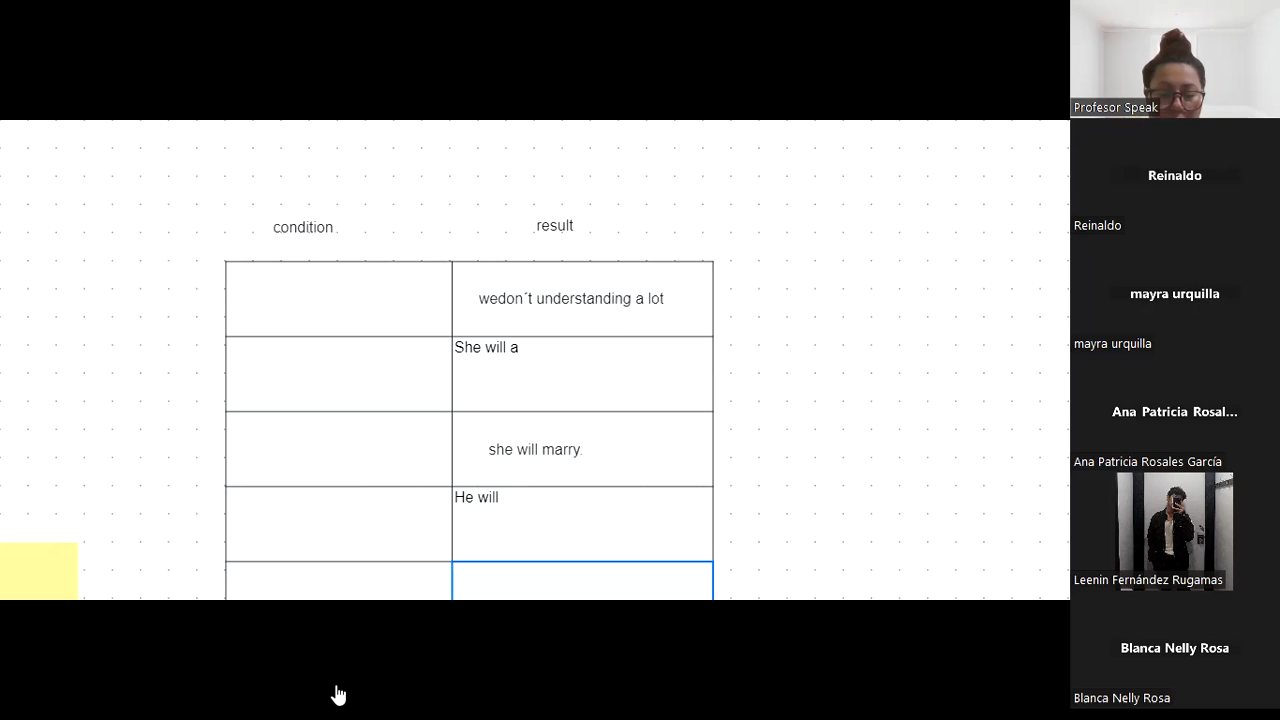 condition
result
wedon´t understanding a lot
She will a
she will marry.
He will
Profesor Speak
Reinaldo
Reinaldo
mayra urquilla
mayra urquilla
Ana Patricia Rosal...
Ana Patricia Rosales García
Leenin Fernández Rugamas
Blanca Nelly Rosa
Blanca Nelly Rosa